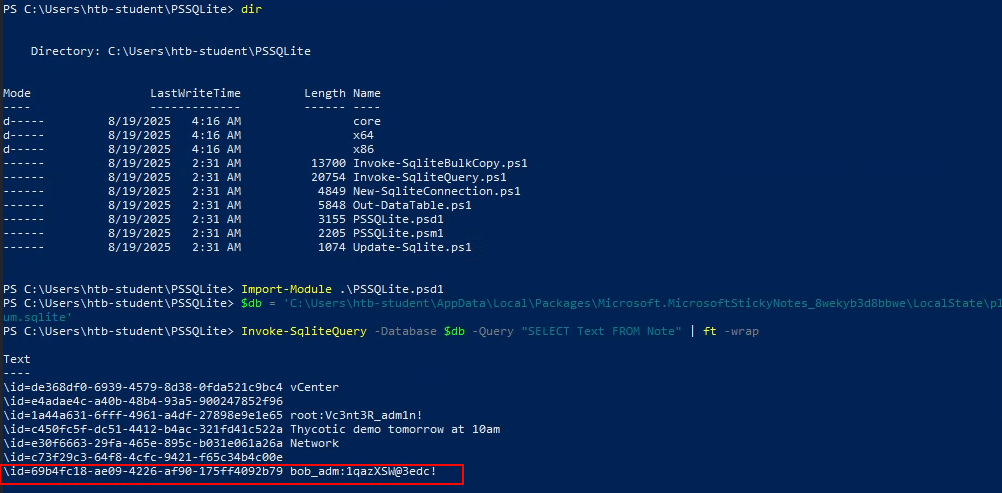 PS C:\Users\htb-student\PSSQLite> dir
Directory: C:\Users\htb-student\PSSQLite
Mode LastWriteTime Length Name
---- ------------- ------ ----
d----- 8/19/2025 4:16 AM core
d----- 8/19/2025 4:16 AM x64
d----- 8/19/2025 4:16 AM x86
------ 8/19/2025 2:31 AM 13700 Invoke-SqliteBulkCopy.ps1
------ 8/19/2025 2:31 AM 20754 Invoke-SqliteQuery.ps1
------ 8/19/2025 2:31 AM 4849 New-SqliteConnection.ps1
------ 8/19/2025 2:31 AM 5848 Out-DataTable.ps1
------ 8/19/2025 2:31 AM 3155 PSSQLite.psd1
------ 8/19/2025 2:31 AM 2205 PSSQLite.psm1
------ 8/19/2025 2:31 AM 1074 Update-Sqlite.ps1
PS C:\Users\htb-student\PSSQLite> Import-Module .\PSSQLite.psd1
PS C:\Users\htb-student\PSSQLite> $db = 'C:\Users\htb-student\AppData\Local\Packages\Microsoft.MicrosoftStickyNotes_8wekyb3d8bbwe\LocalState\pl
um.sqlite'
PS C:\Users\htb-student\PSSQLite> Invoke-SqliteQuery -Database $db -Query "SELECT Text FROM Note" | ft -wrap
Text
----
\id=de368df0-6939-4579-8d38-0fda521c9bc4 vCenter
\id=e4adae4c-a40b-48b4-93a5-900247852f96
\id=1a44a631-6fff-4961-a4df-27898e9e1e65 root:Vc3nt3R_adm1n!
\id=c450fc5f-dc51-4412-b4ac-321fd41c522a Thycotic demo tomorrow at 10am
\id=e30f6663-29fa-465e-895c-b031e061a26a Network
\id=c73f29c3-64f8-4cfc-9421-f65c34b4c00e
\id=69b4fc18-ae09-4226-af90-175ff4092b79 bob_adm:1qazXSW@3edc!